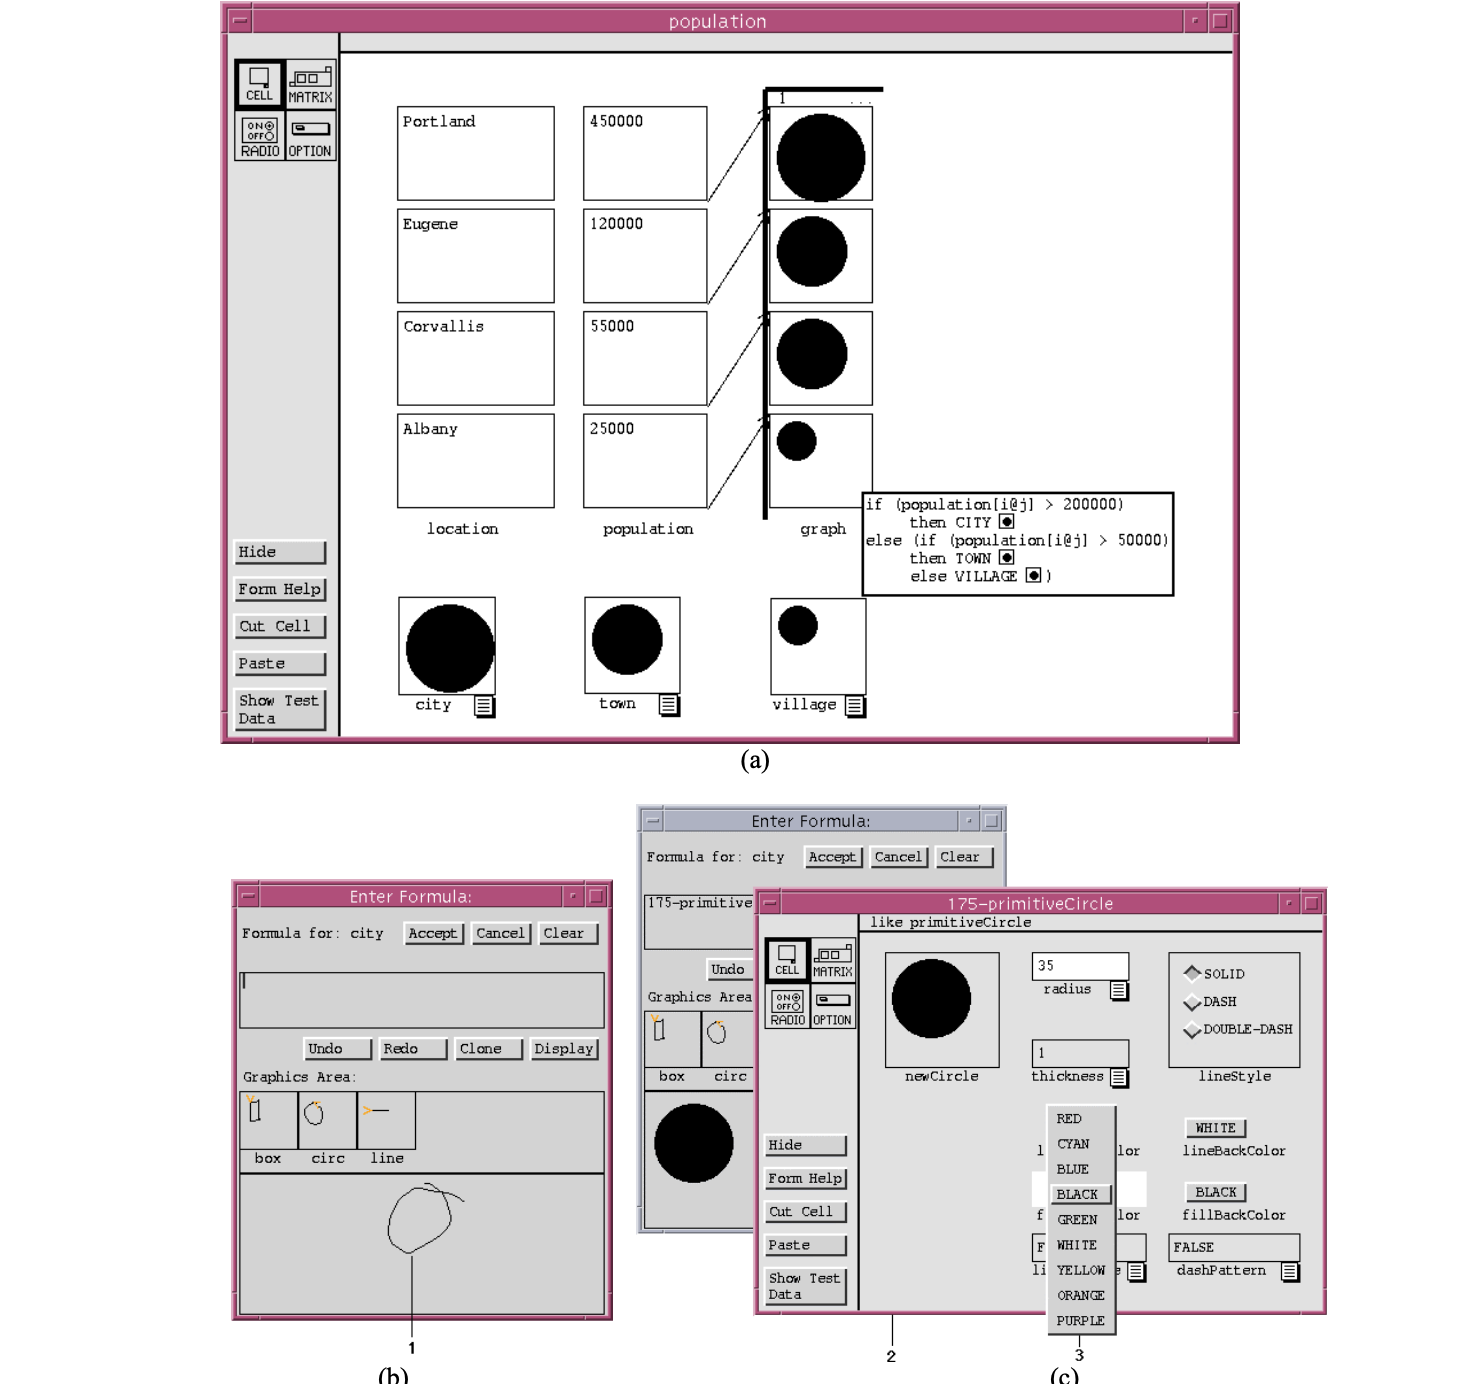 population
CELL MATRIX
ON
OFF
RADIO OPTION
1 ...
Portland 450000
Eugene 120000
Corvallis 55000
Albany 25000
location population graph
if (population[i@j] > 200000)
then CITY
else (if (population[i@j] > 50000)
then TOWN
else VILLAGE )
Hide
Form Help
Cut Cell
Paste
Show Test
Data
city town village
(a)
Enter Formula:
Formula for: city Accept Cancel Clear
Undo Redo Clone Display
Graphics Area:
box circ line
1
(b)
Enter Formula:
Formula for: city Accept Cancel Clear
175-primitive
Undo
Graphics Area
box circ
175-primitiveCircle
like primitiveCircle
CELL MATRIX
ON
OFF
RADIO OPTION
newCircle
35
radius
1
thickness
SOLID
DASH
DOUBLE-DASH
lineStyle
RED
CYAN
BLUE
BLACK
GREEN
WHITE
YELLOW
ORANGE
PURPLE
l lor
f lor
F
li e
WHITE
lineBackColor
BLACK
fillBackColor
FALSE
dashPattern
Hide
Form Help
Cut Cell
Paste
Show Test
Data
2
3
(c)